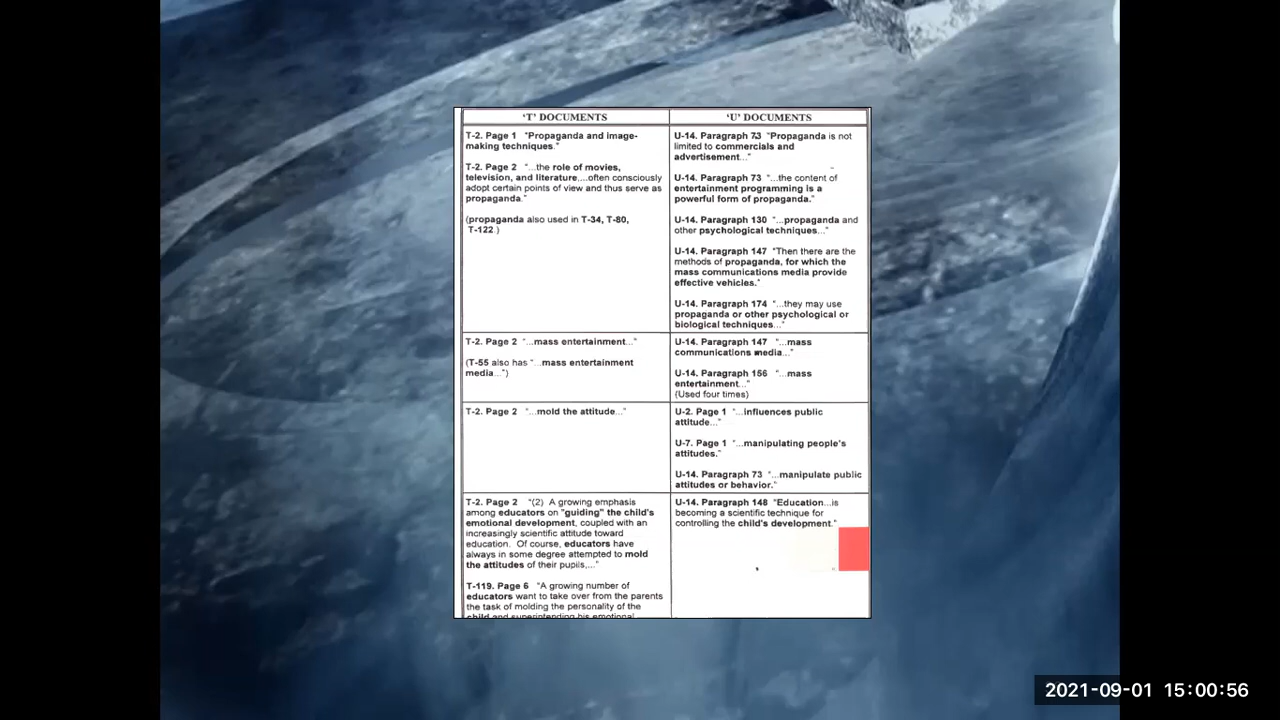 'T' DOCUMENTS
'U' DOCUMENTS
T-2. Page 1 "Propaganda and image-
making techniques."
T-2. Page 2 "...the role of movies,
television, and literature,...often consciously
adopt certain points of view and thus serve as
propaganda."
(propaganda also used in T-34, T-80,
T-122.)
U-14. Paragraph 73 "Propaganda is not
limited to commercials and
advertisement..."
U-14. Paragraph 73 "...the content of
entertainment programming is a
powerful form of propaganda."
U-14. Paragraph 130 "...propaganda and
other psychological techniques..."
U-14. Paragraph 147 "Then there are the
methods of propaganda, for which the
mass communications media provide
effective vehicles."
U-14. Paragraph 174 "...they may use
propaganda or other psychological or
biological techniques..."
T-2. Page 2 "...mass entertainment..."
(T-55 also has "...mass entertainment
media...")
U-14. Paragraph 147 "...mass
communications media..."
U-14. Paragraph 156 "...mass
entertainment..."
(Used four times)
T-2. Page 2 "...mold the attitude..."
U-2. Page 1 "...influences public
attitude..."
U-7. Page 1 "...manipulating people's
attitudes."
U-14. Paragraph 73 "...manipulate public
attitudes or behavior."
T-2. Page 2 "(2) A growing emphasis
among educators on "guiding" the child's
emotional development, coupled with an
increasingly scientific attitude toward
education. Of course, educators have
always in some degree attempted to mold
the attitudes of their pupils,..."
T-119. Page 6 "A growing number of
educators want to take over from the parents
the task of molding the personality of the
child and superintending his emotional
U-14. Paragraph 148 "Education...is
becoming a scientific technique for
controlling the child's development."
2021-09-01 15:00:56